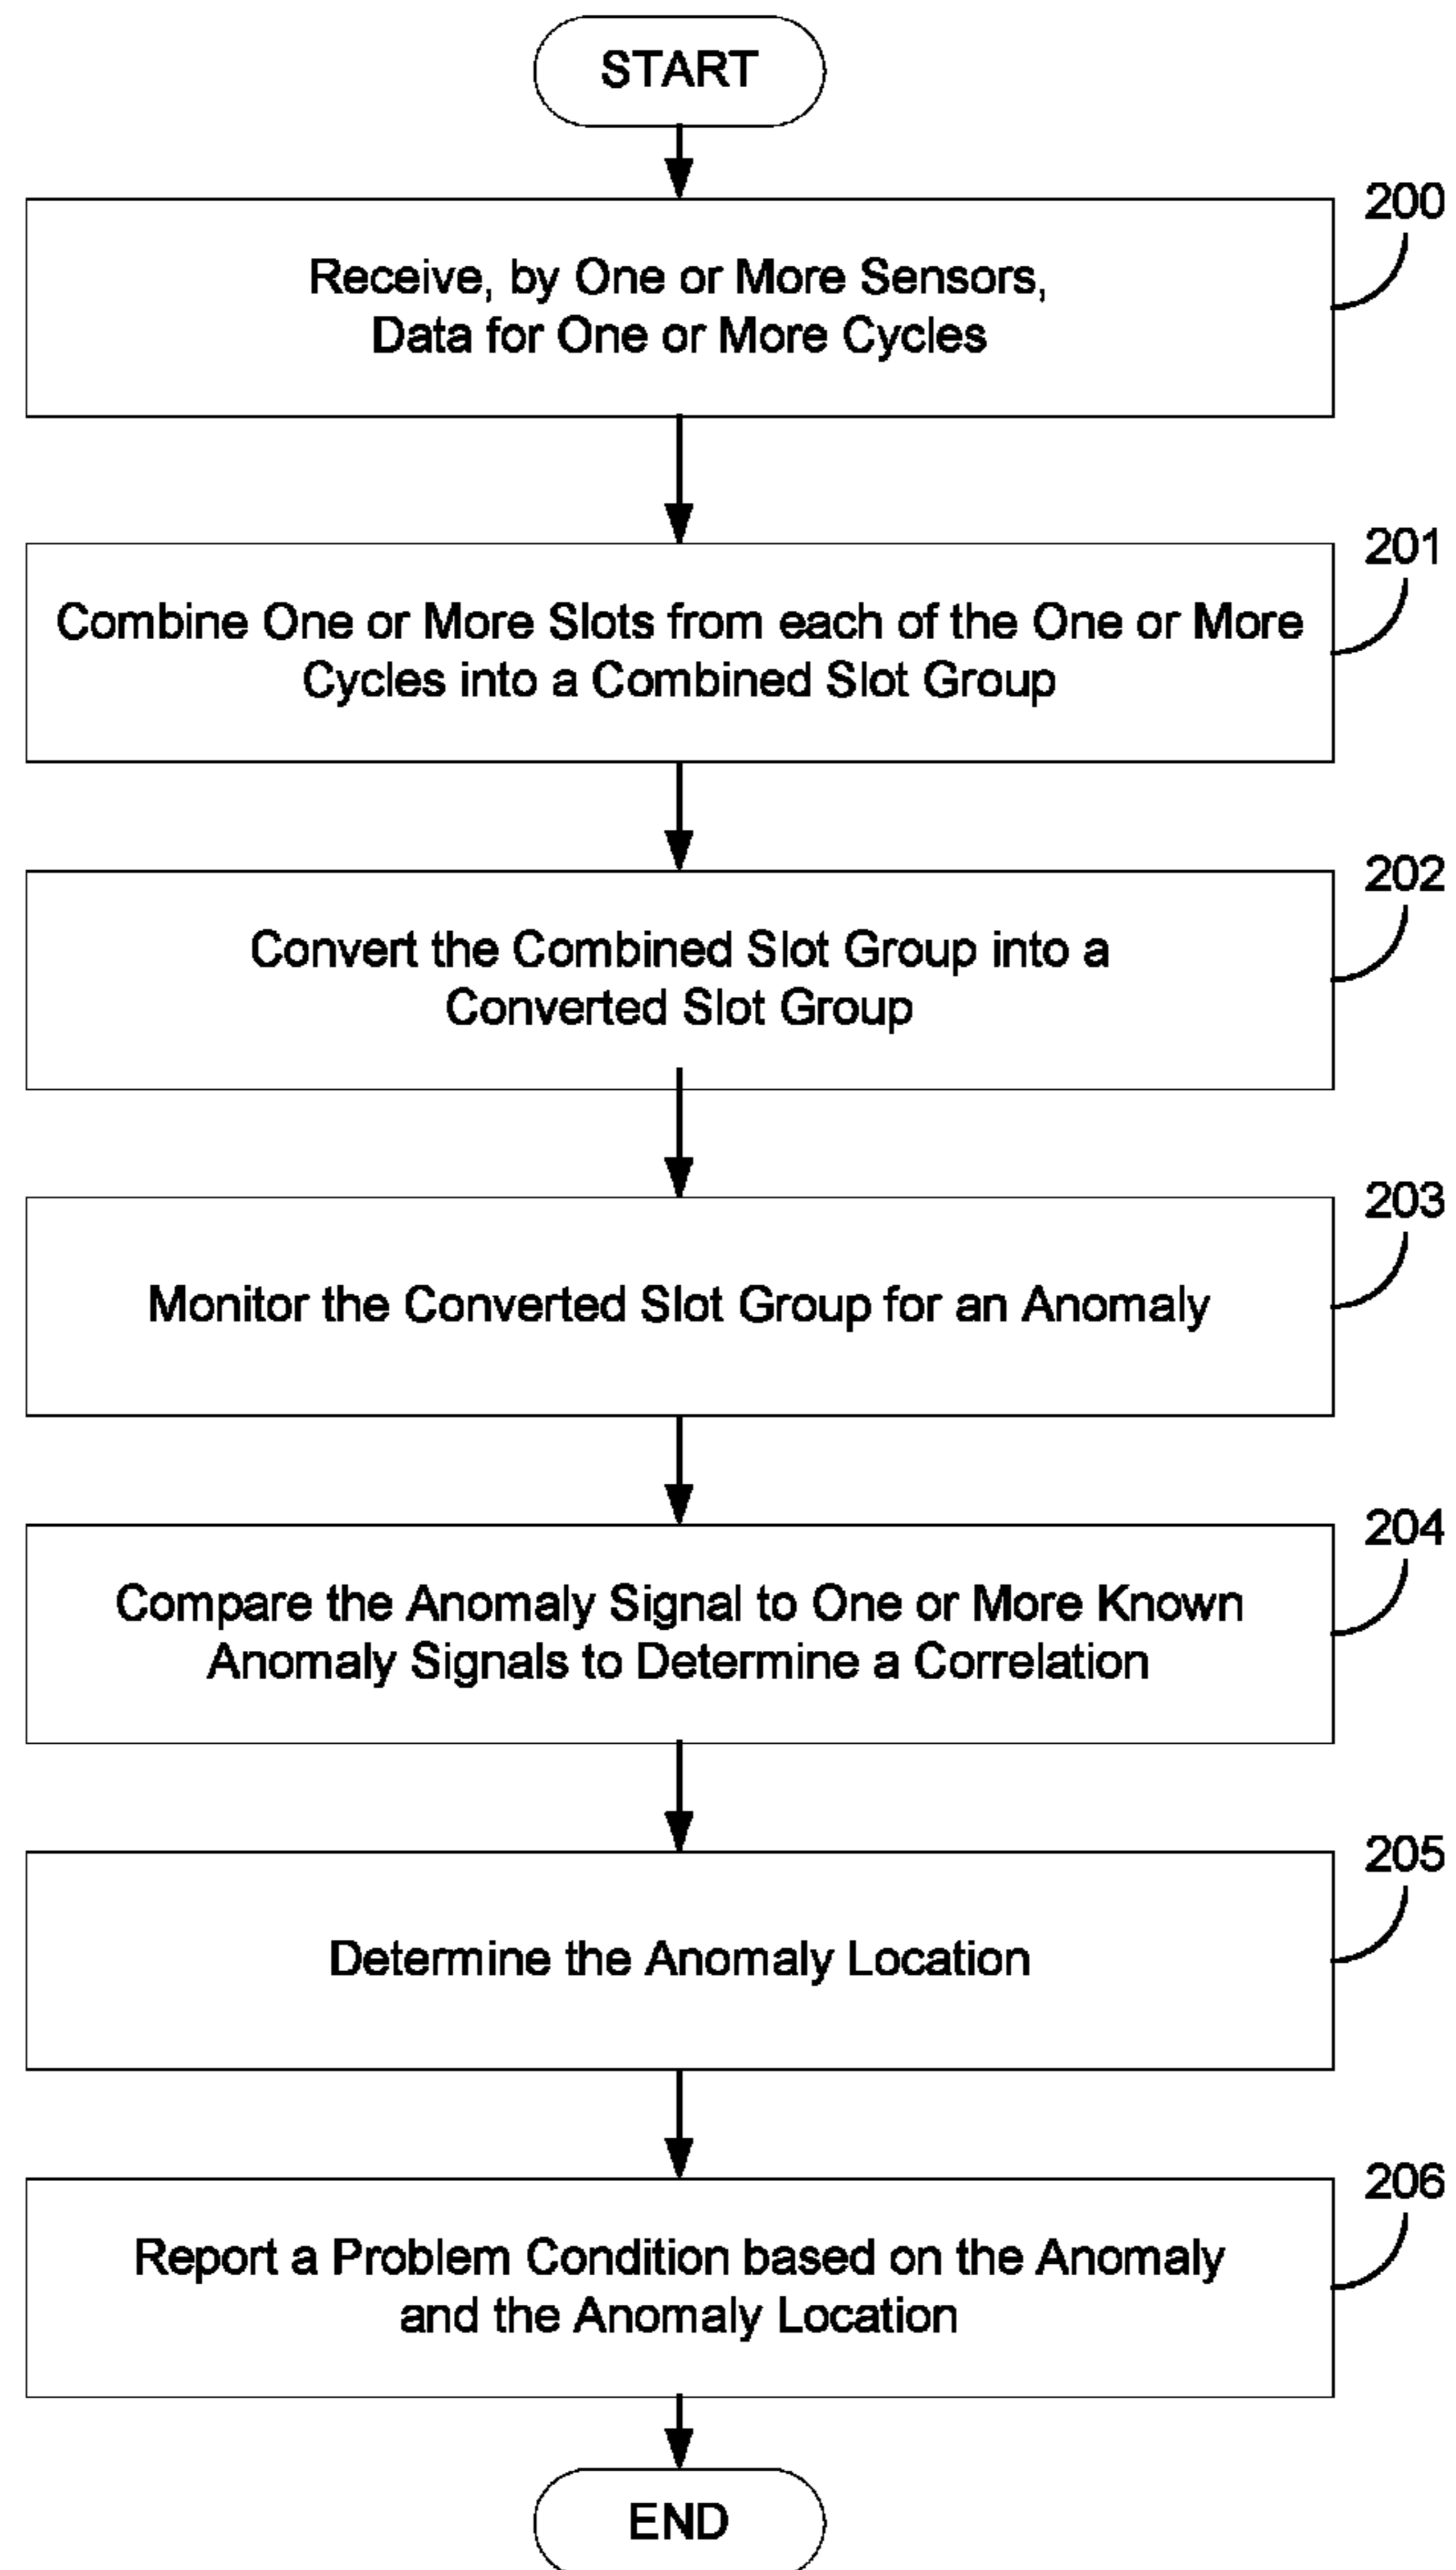 START
200
Receive, by One or More Sensors,
Data for One or More Cycles
201
Combine One or More Slots from each of the One or More
Cycles into a Combined Slot Group
202
Convert the Combined Slot Group into a
Converted Slot Group
203
Monitor the Converted Slot Group for an Anomaly
204
Compare the Anomaly Signal to One or More Known
Anomaly Signals to Determine a Correlation
205
Determine the Anomaly Location
206
Report a Problem Condition based on the Anomaly
and the Anomaly Location
END